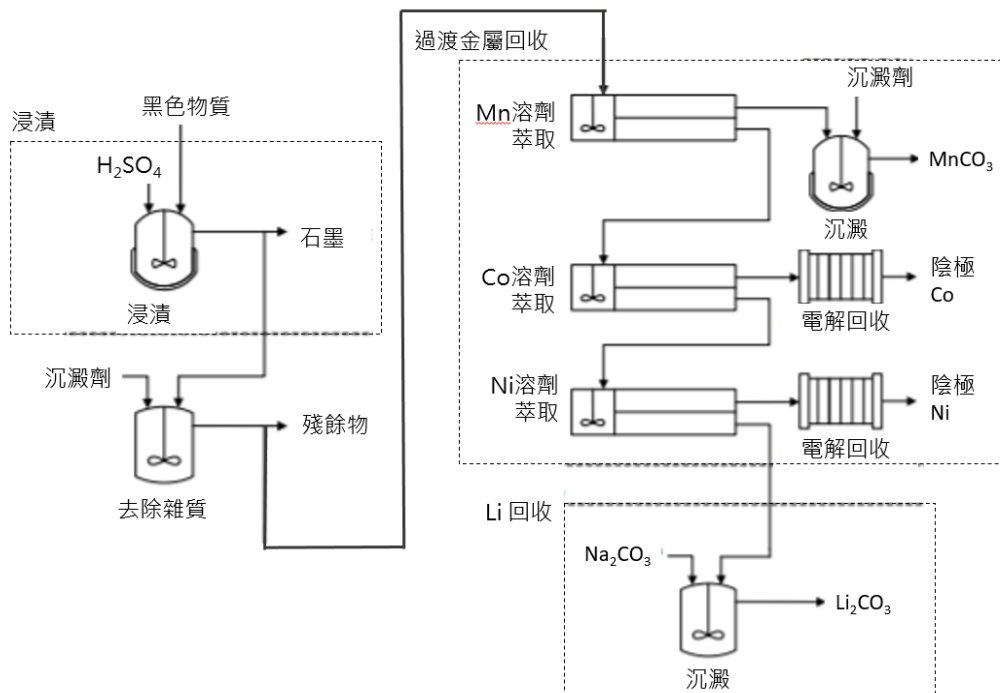 過渡金屬回收
浸漬
黑色物質
H₂SO₄
石墨
浸漬
沉澱劑
殘餘物
去除雜质
Mn溶劑
萃取
沉澱劑
MnCO₃
沉澱
Co溶劑
萃取
陰極
Co
電解回收
Ni溶劑
萃取
陰極
Ni
電解回收
Li 回收
Na₂CO₃
Li₂CO₃
沉澱